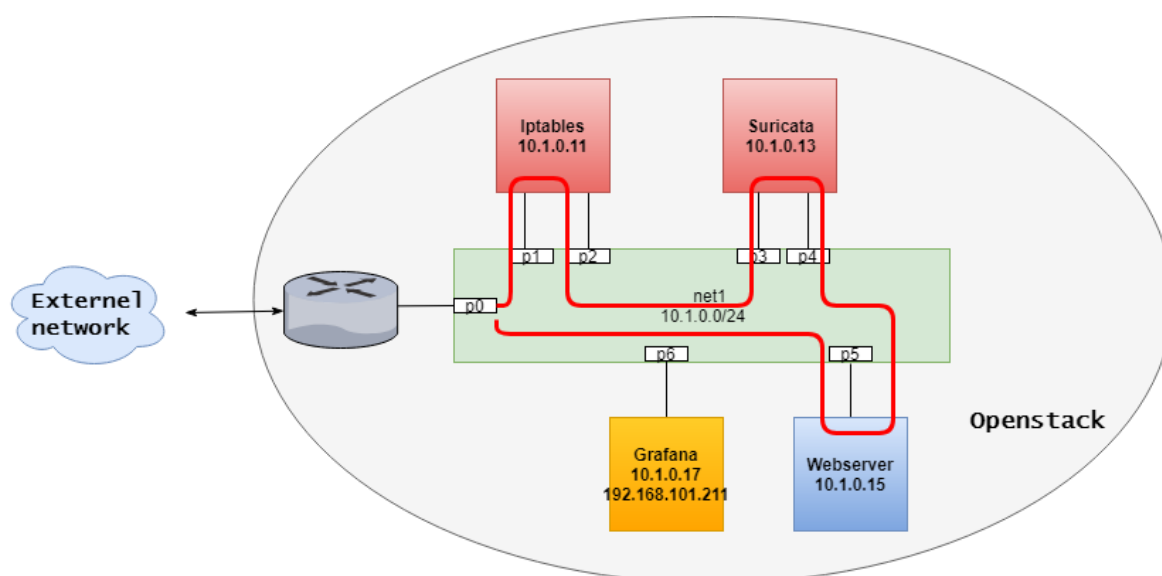 Iptables
10.1.0.11
Suricata
10.1.0.13
p1
p2
p3
p4
Externel
network
p0
net1
10.1.0.0/24
p6
p5
Openstack
Grafana
10.1.0.17
192.168.101.211
Webserver
10.1.0.15